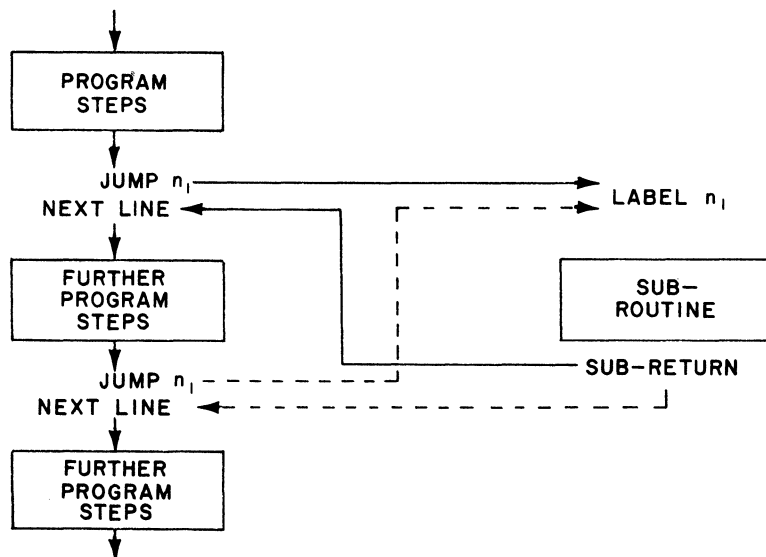 PROGRAM
STEPS
JUMP n₁
NEXT LINE
LABEL n₁
FURTHER
PROGRAM
STEPS
SUB-
ROUTINE
SUB-RETURN
JUMP n₁
NEXT LINE
FURTHER
PROGRAM
STEPS